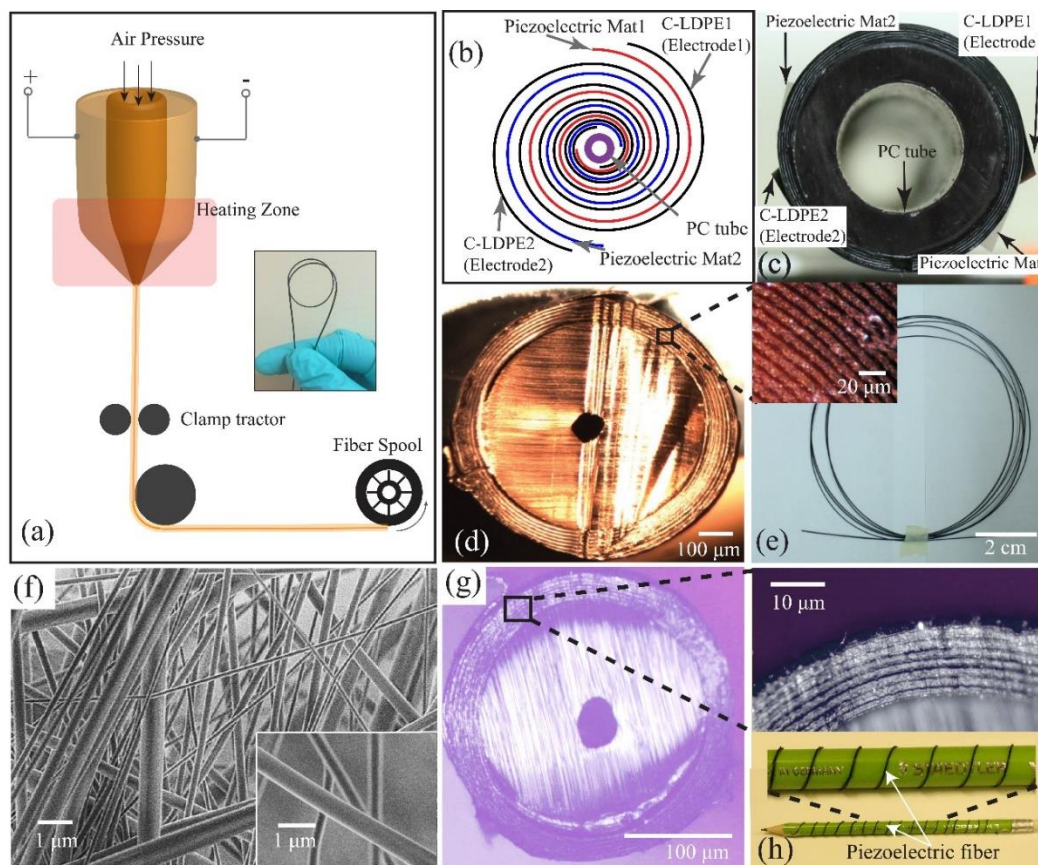 Air Pressure
+
-
Heating Zone
Clamp tractor
Fiber Spool
(a)
(b)
Piezoelectric Mat1
C-LDPE1
(Electrode1)
C-LDPE2
(Electrode2)
PC tube
Piezoelectric Mat2
Piezoelectric Mat2
C-LDPE1
(Electrode
PC tube
C-LDPE2
(Electrode2)
Piezoelectric Mat
(c)
(d)
100 μm
20 μm
2 cm
(e)
(f)
1 μm
1 μm
(g)
100 μm
10 μm
GERMANY
STAEDTLER
Piezoelectric fiber
(h)